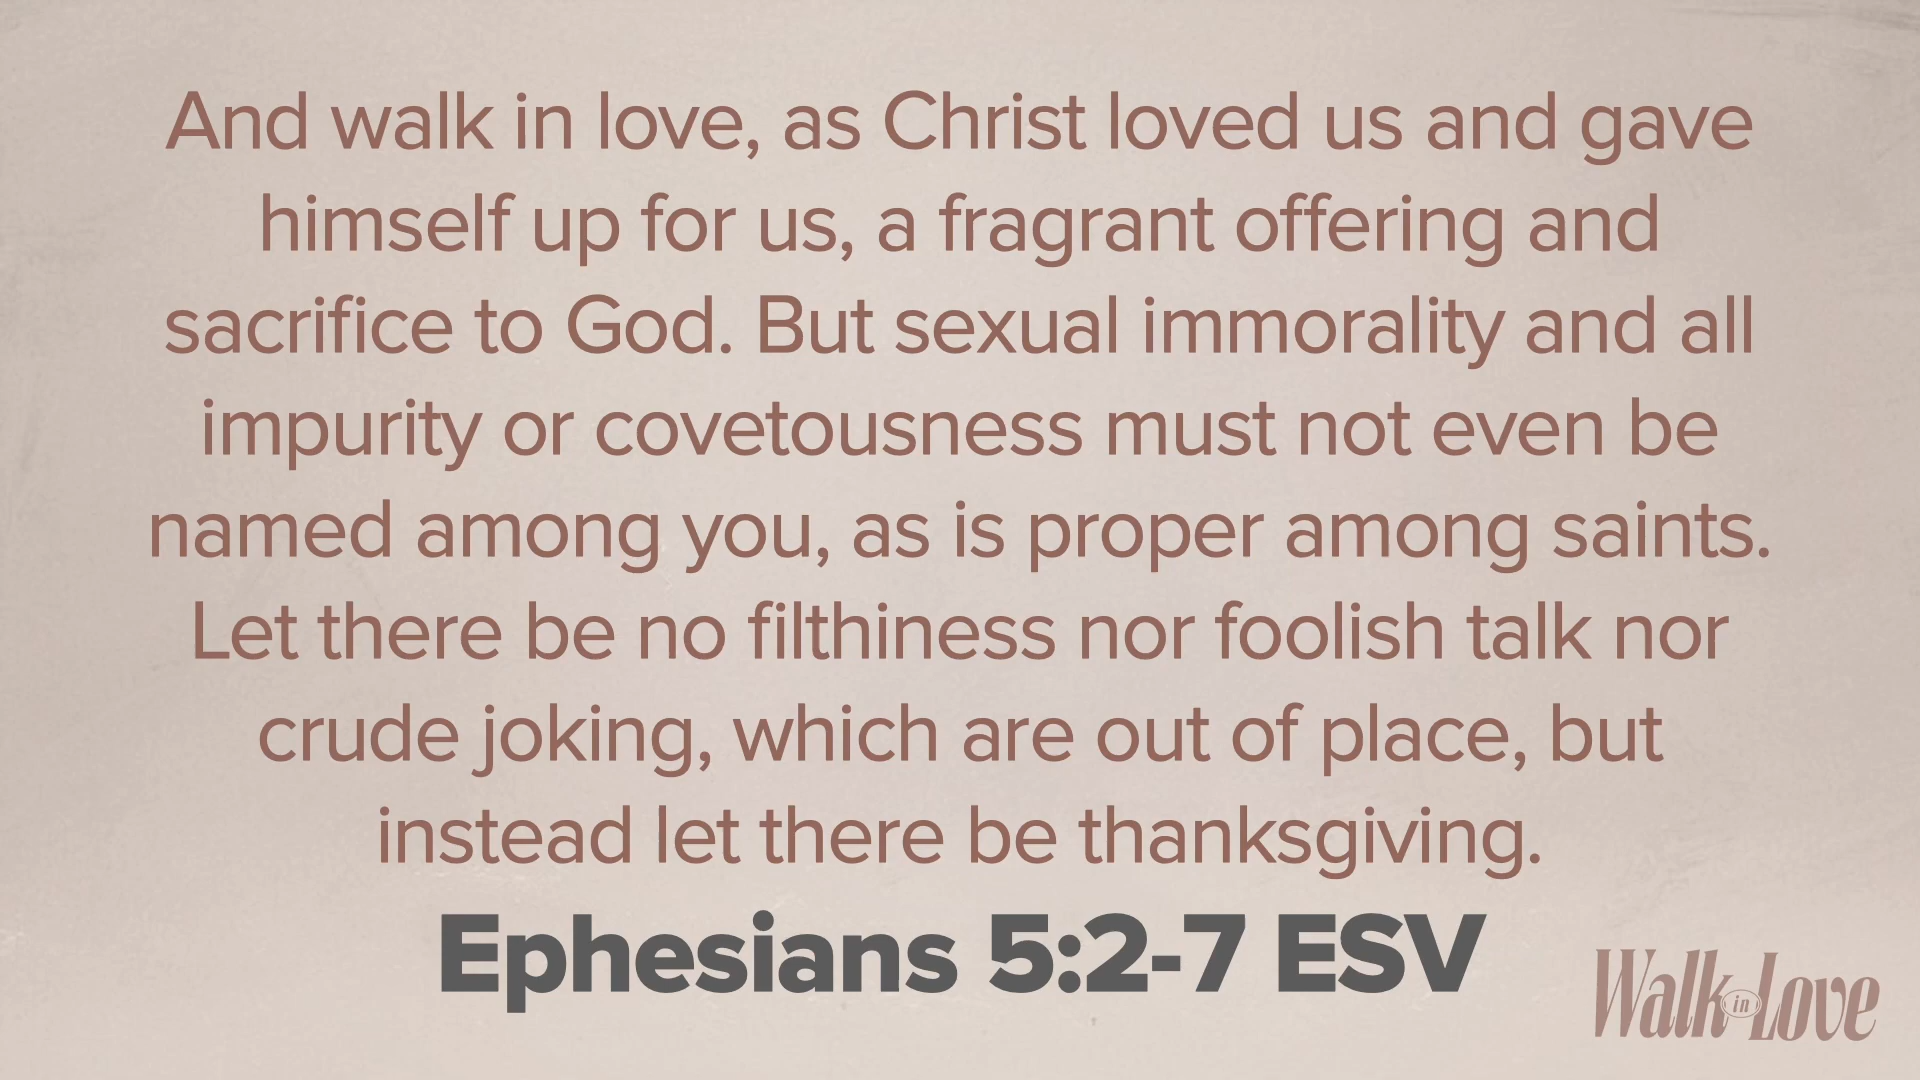 And walk in love, as Christ loved us and gave
himself up for us, a fragrant offering and
sacrifice to God. But sexual immorality and all
impurity or covetousness must not even be
named among you, as is proper among saints.
Let there be no filthiness nor foolish talk nor
crude joking, which are out of place, but
instead let there be thanksgiving.
Ephesians 5:2-7 ESV
Walk in Love